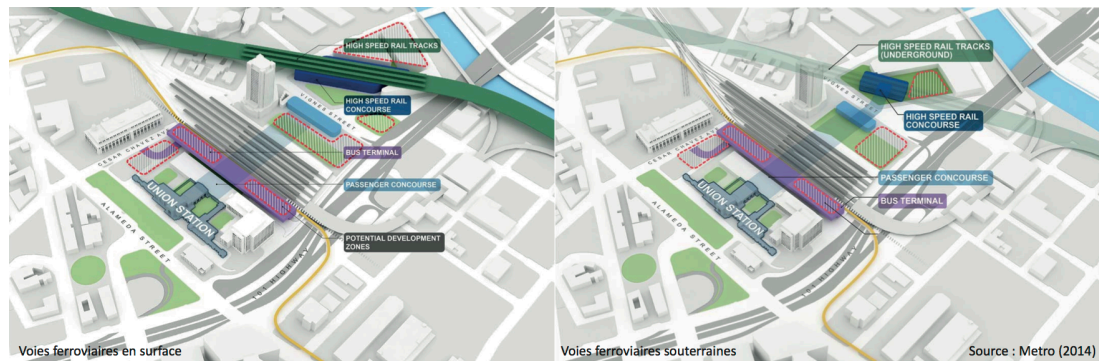 HIGH SPEED RAIL TRACKS
HIGH SPEED RAIL
CONCOURSE
VIGNES STREET
CESAR CHAVEZ AVE
BUS TERMINAL
PASSENGER CONCOURSE
UNION STATION
ALAMEDA STREET
POTENTIAL DEVELOPMENT
ZONES
101 HIGHWAY
Voies ferroviaires en surface
HIGH SPEED RAIL TRACKS
(UNDERGROUND)
HIGH SPEED RAIL
CONCOURSE
CESAR CHAVEZ AVE
PASSENGER CONCOURSE
BUS TERMINAL
UNION STATION
ALAMEDA STREET
101 HIGHWAY
Voies ferroviaires souterraines
Source : Metro (2014)